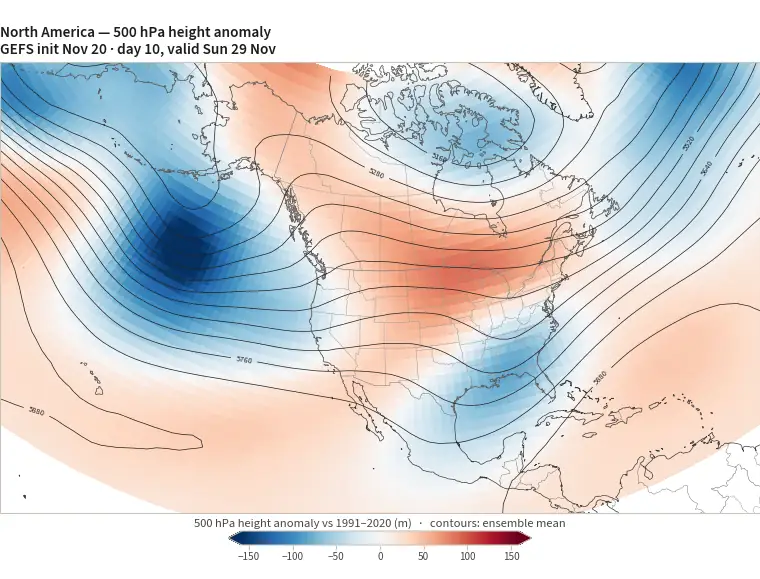 North America — 500 hPa height anomaly
GEFS init Nov 20 · day 10, valid Sun 29 Nov
5280
5160
5520
5640
5760
5880
5880
500 hPa height anomaly vs 1991–2020 (m) · contours: ensemble mean
−150 −100 −50 0 50 100 150